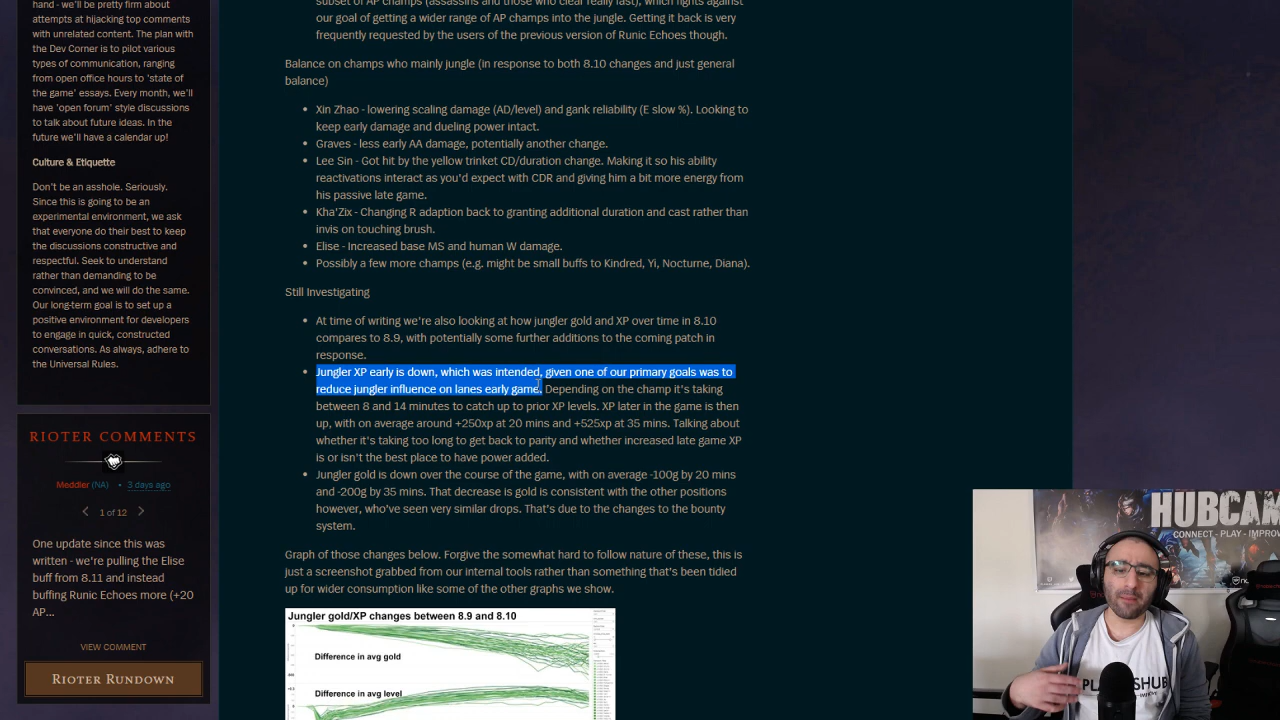 hand - we'll be pretty firm about
attempts at hijacking top comments
with unrelated content. The plan with
the Dev Corner is to pilot various
types of communication, ranging
from open office hours to 'state of
the game' essays. Every month, we'll
have 'open forum' style discussions
to talk about future ideas. In the
future we'll have a calendar up!
Culture & Etiquette
Don't be an asshole. Seriously.
Since this is going to be an
experimental environment, we ask
that everyone do their best to keep
the discussions constructive and
respectful. Seek to understand
rather than demanding to be
convinced, and we will do the same.
Our long-term goal is to set up a
positive environment for developers
to engage in quick, constructed
conversations. As always, adhere to
the Universal Rules.
RIOTER COMMENTS
Meddler (NA) • 3 days ago
1 of 12
One update since this was
written - we're pulling the Elise
buff from 8.11 and instead
buffing Runic Echoes more (+20
AP...
VIEW COMMENT
RIOTER RUNDOWN
subset of AP champs (assassins and those who clear really fast), which fights against
our goal of getting a wider range of AP champs into the jungle. Getting it back is very
frequently requested by the users of the previous version of Runic Echoes though.
Balance on champs who mainly jungle (in response to both 8.10 changes and just general
balance)
• Xin Zhao - lowering scaling damage (AD/level) and gank reliability (E slow %). Looking to
keep early damage and dueling power intact.
• Graves - less early AA damage, potentially another change.
• Lee Sin - Got hit by the yellow trinket CD/duration change. Making it so his ability
reactivations interact as you'd expect with CDR and giving him a bit more energy from
his passive late game.
• Kha'Zix - Changing R adaption back to granting additional duration and cast rather than
invis on touching brush.
• Elise - Increased base MS and human W damage.
• Possibly a few more champs (e.g. might be small buffs to Kindred, Yi, Nocturne, Diana).
Still Investigating
• At time of writing we're also looking at how jungler gold and XP over time in 8.10
compares to 8.9, with potentially some further additions to the coming patch in
response.
• Jungler XP early is down, which was intended, given one of our primary goals was to
reduce jungler influence on lanes early game. Depending on the champ it's taking
between 8 and 14 minutes to catch up to prior XP levels. XP later in the game is then
up, with on average around +250xp at 20 mins and +525xp at 35 mins. Talking about
whether it's taking too long to get back to parity and whether increased late game XP
is or isn't the best place to have power added.
• Jungler gold is down over the course of the game, with on average -100g by 20 mins
and -200g by 35 mins. That decrease is gold is consistent with the other positions
however, who've seen very similar drops. That's due to the changes to the bounty
system.
Graph of those changes below. Forgive the somewhat hard to follow nature of these, this is
just a screenshot grabbed from our internal tools rather than something that's been tidied
up for wider consumption like some of the other graphs we show.
Jungler gold/XP changes between 8.9 and 8.10
Difference in avg gold
Difference in avg level
HUBCAM
CONNECT - PLAY - IMPRO